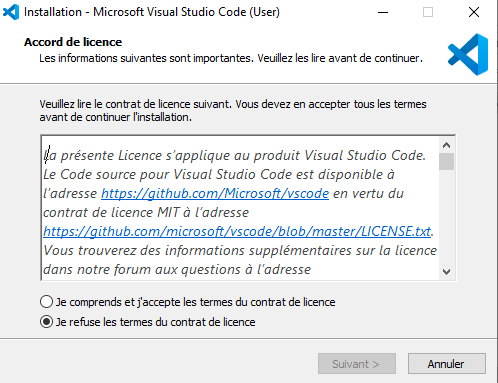 Installation - Microsoft Visual Studio Code (User)
Accord de licence
Les informations suivantes sont importantes. Veuillez les lire avant de continuer.
Veuillez lire le contrat de licence suivant. Vous devez en accepter tous les termes
avant de continuer l'installation.
La présente Licence s'applique au produit Visual Studio Code.
Le Code source pour Visual Studio Code est disponible à
l'adresse https://github.com/Microsoft/vscode en vertu du
contrat de licence MIT à l'adresse
https://github.com/microsoft/vscode/blob/master/LICENSE.txt.
Vous trouverez des informations supplémentaires sur la licence
dans notre forum aux questions à l'adresse
Je comprends et j'accepte les termes du contrat de licence
Je refuse les termes du contrat de licence
Suivant >
Annuler